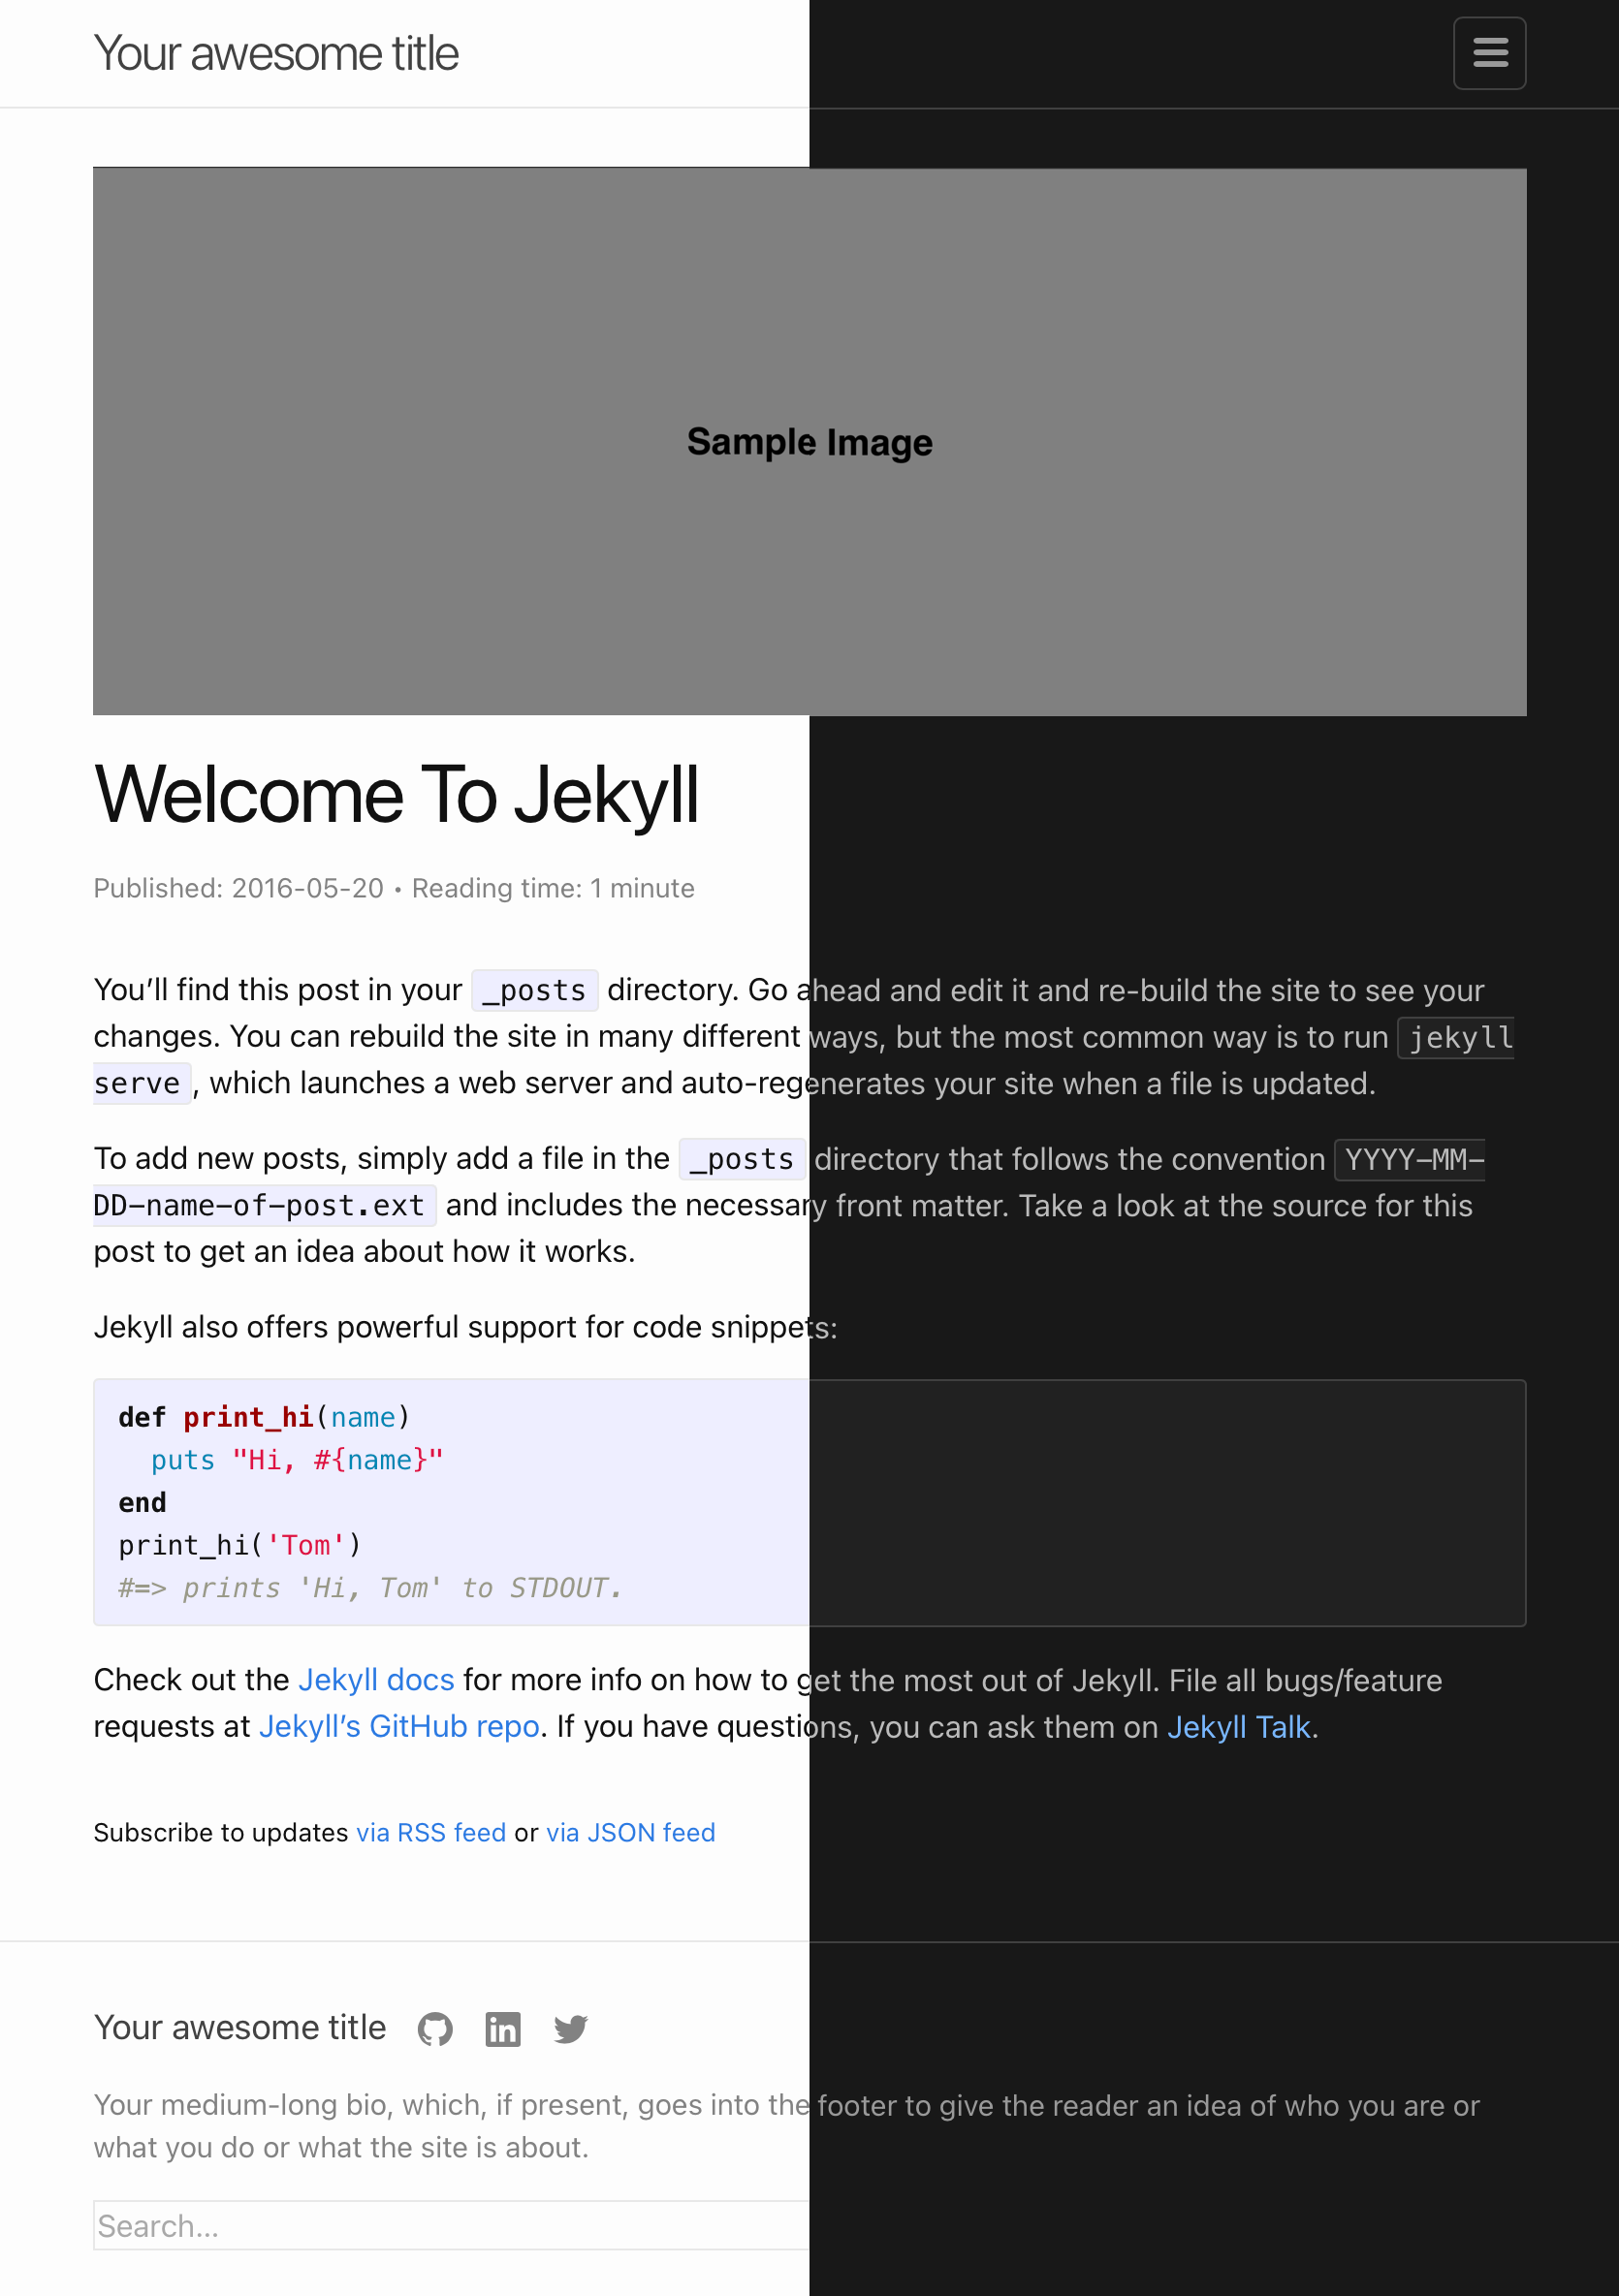 Your awesome title
Sample Image
Welcome To Jekyll
Published: 2016-05-20 • Reading time: 1 minute
You’ll find this post in your _posts directory. Go ahead and edit it and re-build the site to see your
changes. You can rebuild the site in many different ways, but the most common way is to run jekyll
serve, which launches a web server and auto-regenerates your site when a file is updated.
To add new posts, simply add a file in the _posts directory that follows the convention YYYY-MM-
DD-name-of-post.ext and includes the necessary front matter. Take a look at the source for this
post to get an idea about how it works.
Jekyll also offers powerful support for code snippets:
def print_hi(name)
  puts "Hi, #{name}"
end
print_hi('Tom')
#=> prints 'Hi, Tom' to STDOUT.
Check out the Jekyll docs for more info on how to get the most out of Jekyll. File all bugs/feature
requests at Jekyll’s GitHub repo. If you have questions, you can ask them on Jekyll Talk.
Subscribe to updates via RSS feed or via JSON feed
Your awesome title in
Your medium-long bio, which, if present, goes into the footer to give the reader an idea of who you are or
what you do or what the site is about.
Search...